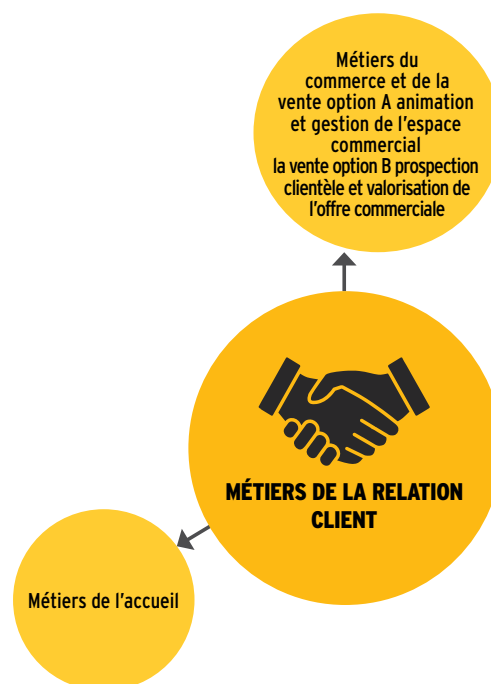 Métiers du
commerce et de la
vente option A animation
et gestion de l'espace
commercial
la vente option B prospection
clientèle et valorisation de
l'offre commerciale
MÉTIERS DE LA RELATION
CLIENT
Métiers de l'accueil